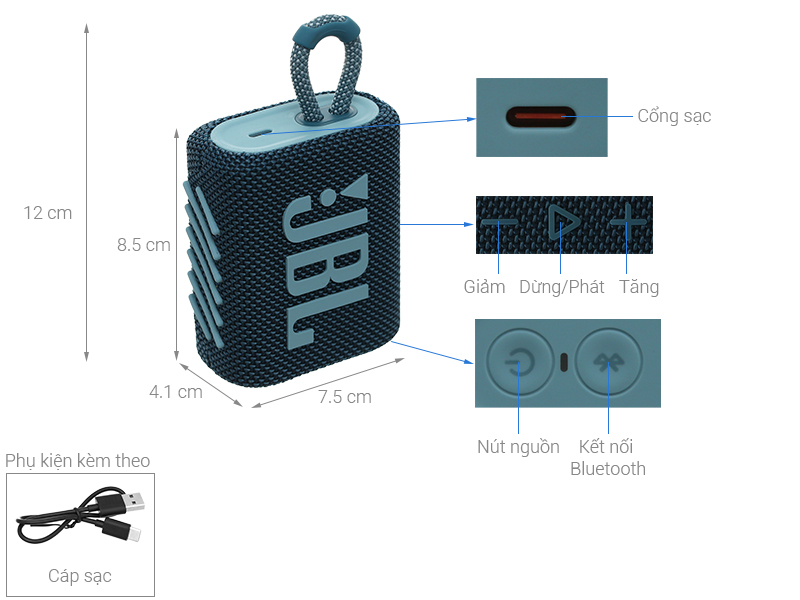 12 cm
8.5 cm
4.1 cm
7.5 cm
JBL
Cổng sạc
Giảm
Dừng/Phát
Tăng
Nút nguồn
Kết nối
Bluetooth
Phụ kiện kèm theo
Cáp sạc